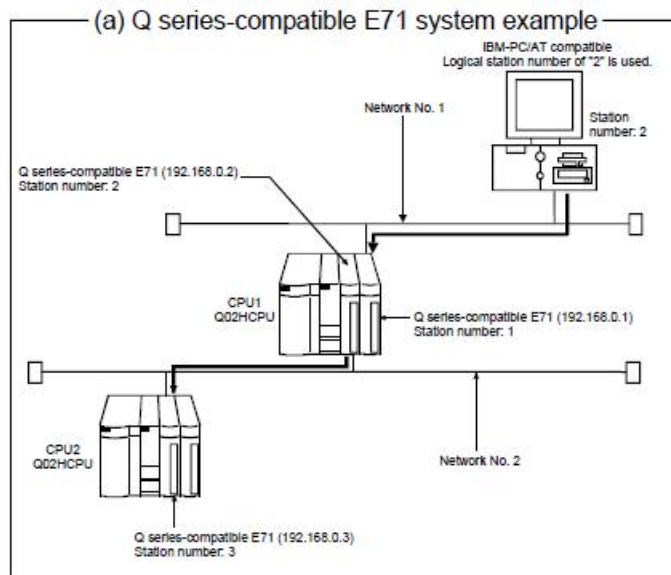 (a) Q series-compatible E71 system example
IBM-PC/AT compatible
Logical station number of "2" is used.
Network No. 1
Station
number: 2
Q series-compatible E71 (192.168.0.2)
Station number: 2
CPU1
Q02HCPU
Q series-compatible E71 (192.168.0.1)
Station number: 1
CPU2
Q02HCPU
Network No. 2
Q series-compatible E71 (192.168.0.3)
Station number: 3